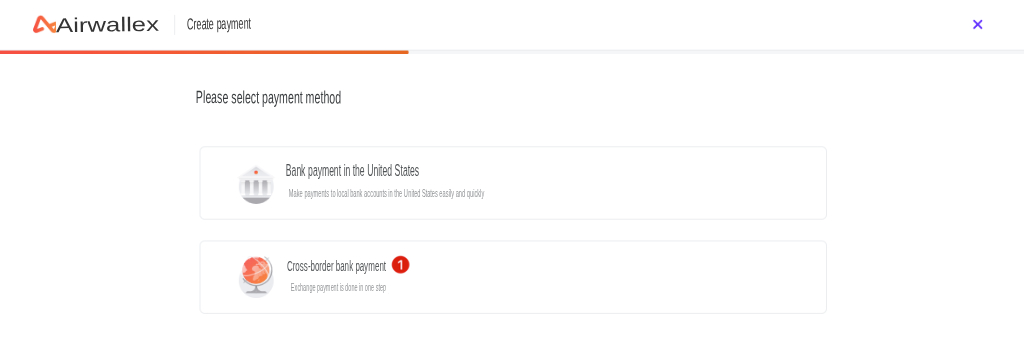 Airwallex
Create payment
Please select payment method
Bank payment in the United States
Make payments to local bank accounts in the United States easily and quickly
Cross-border bank payment 1
Exchange payment is done in one step